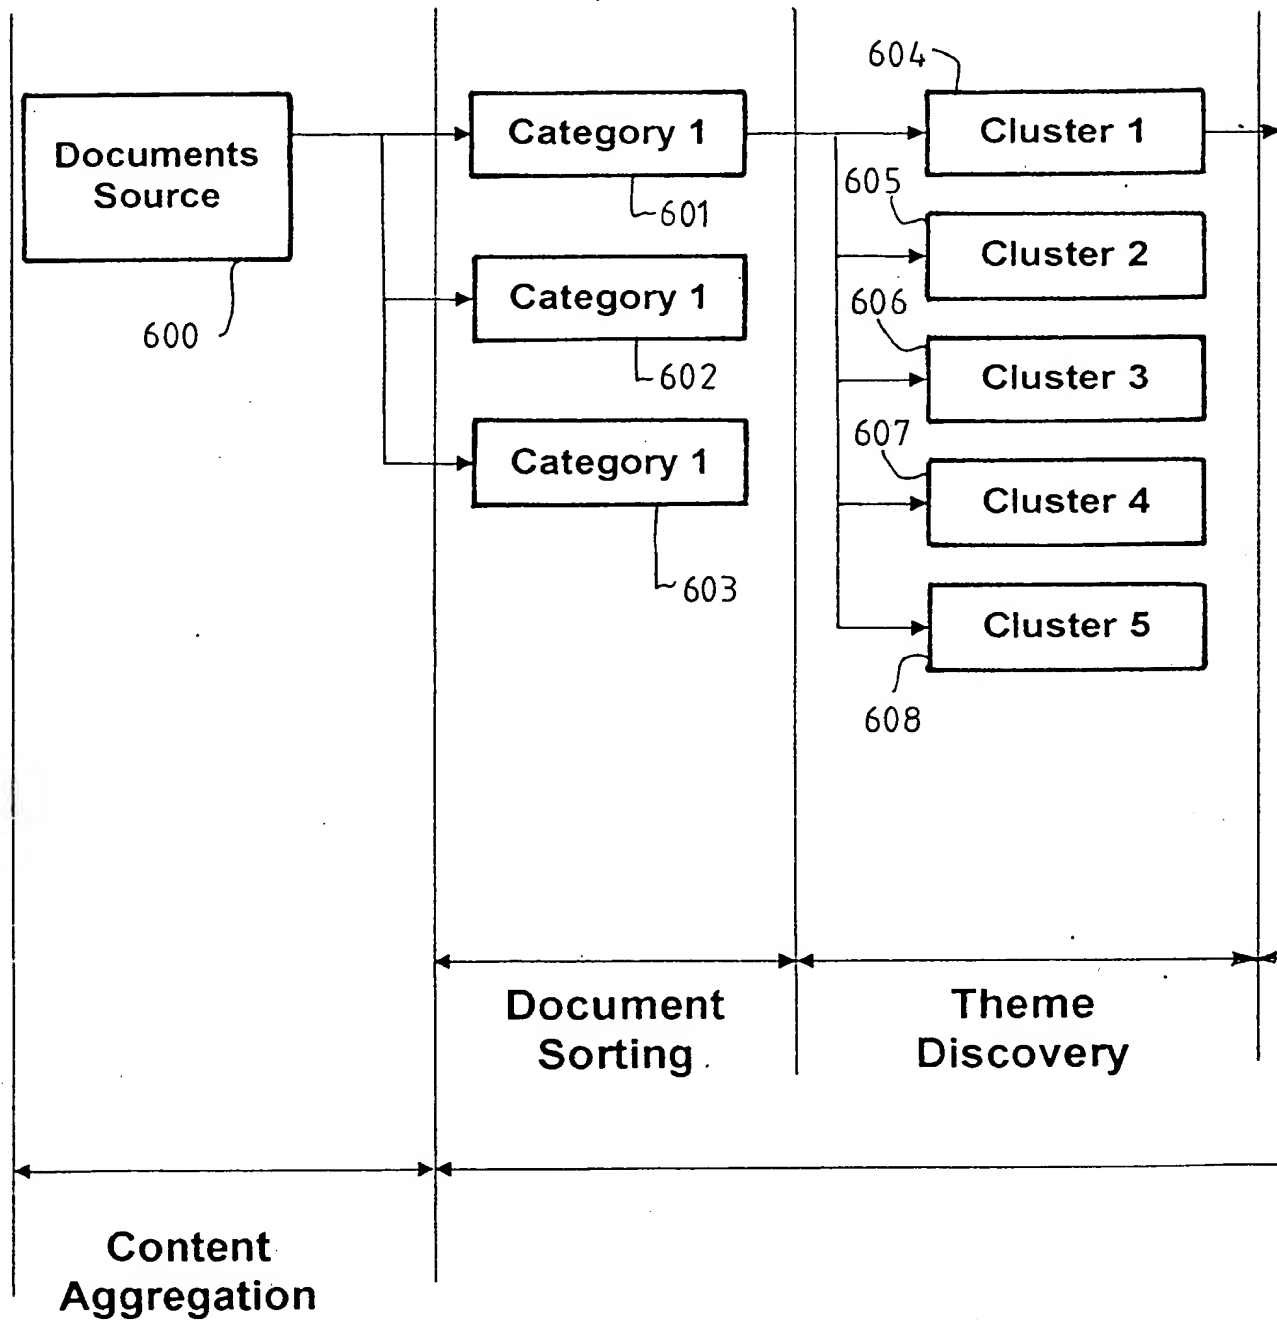 604
Documents
Source
Category 1
Cluster 1
605
601
Cluster 2
Category 1
606
600
602
Cluster 3
607
Category 1
Cluster 4
603
Cluster 5
608
Document
Sorting
Theme
Discovery
Content
Aggregation